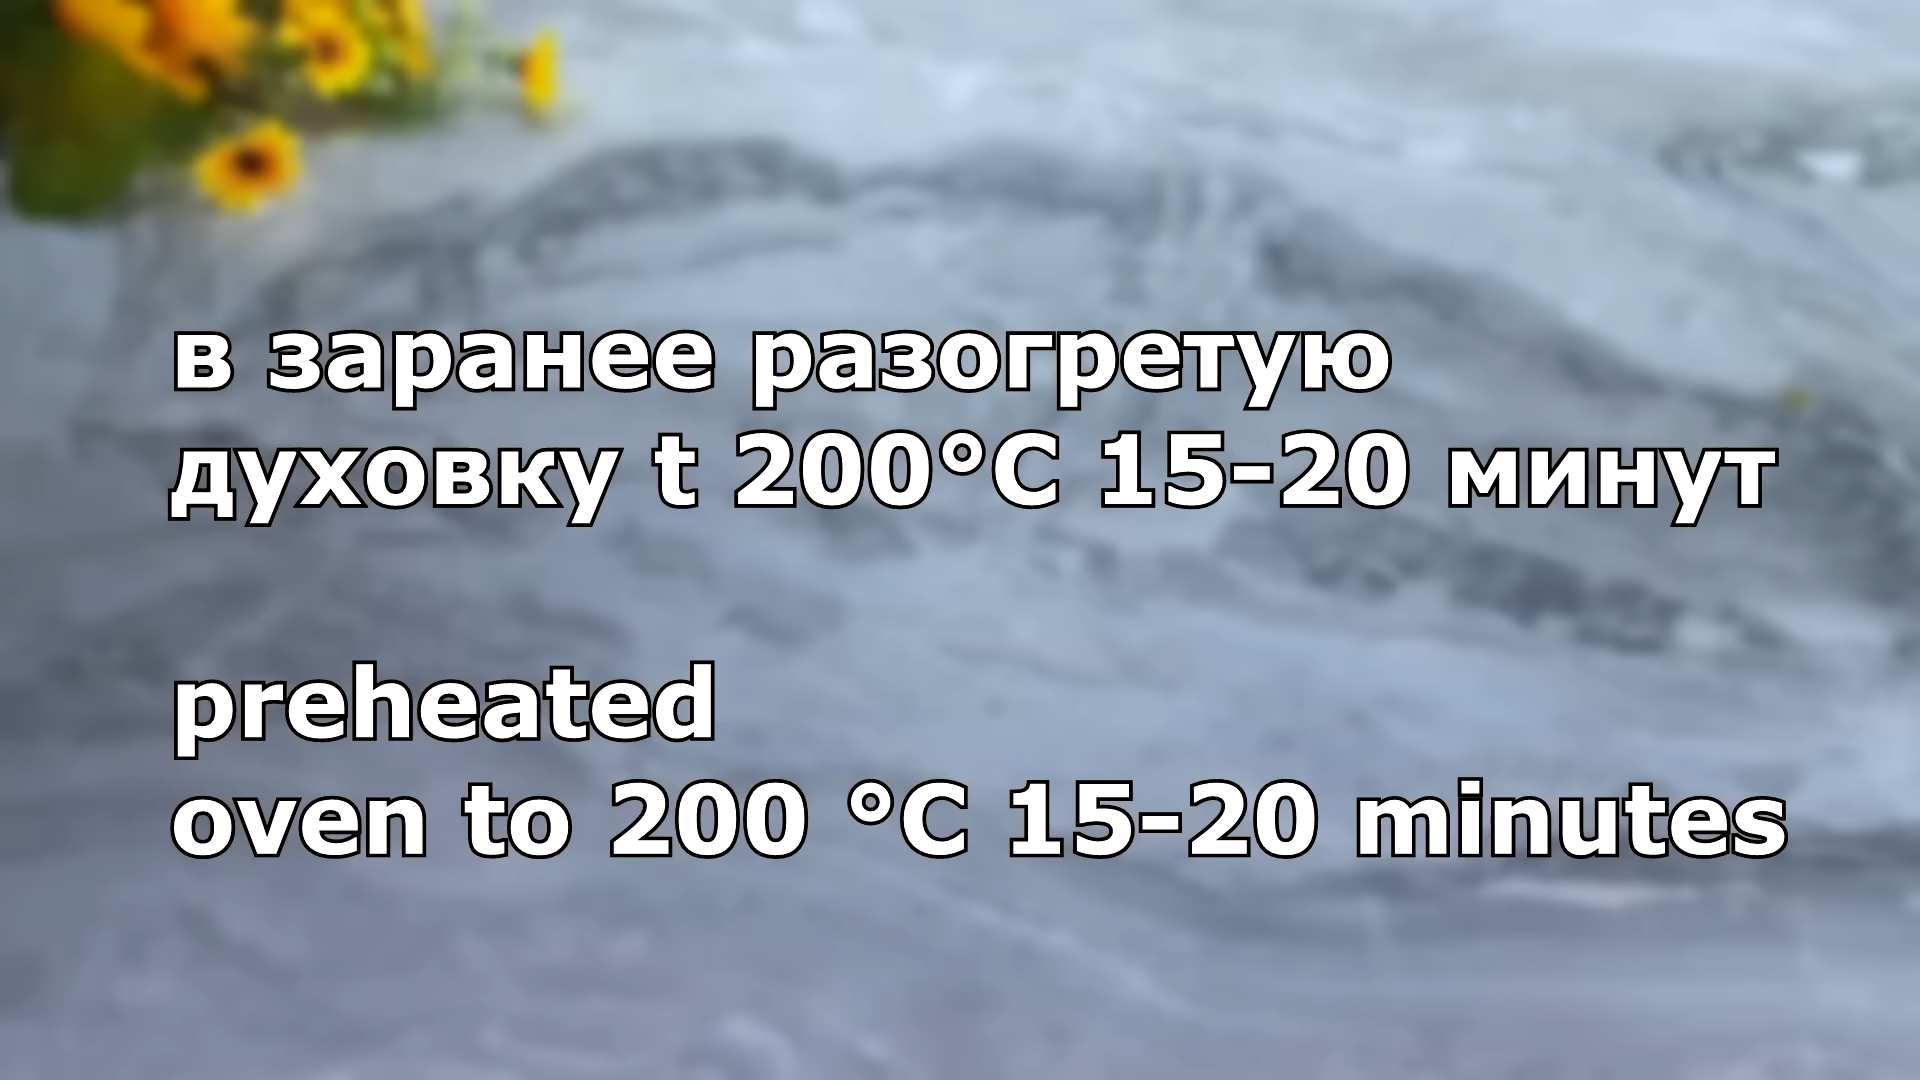 в заранее разогретую
духовку t 200°C 15-20 минут
preheated
oven to 200 °C 15-20 minutes